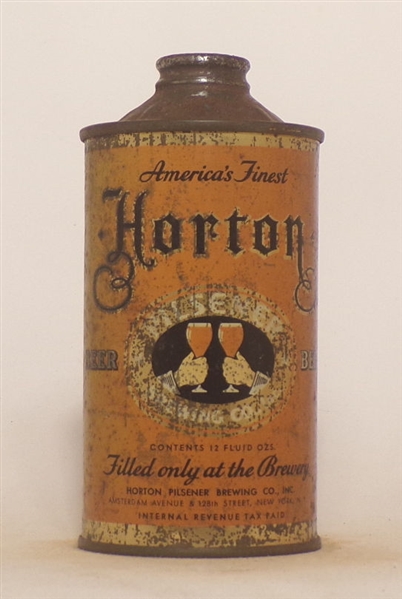 America's Finest
Horton
BEER
CONTENTS 12 FLUID OZS.
Filled only at the Brewery
HORTON PILSENER BREWING CO., INC.
AMSTERDAM AVENUE & 128th STREET, NEW YORK, N.
INTERNAL REVENUE TAX PAID